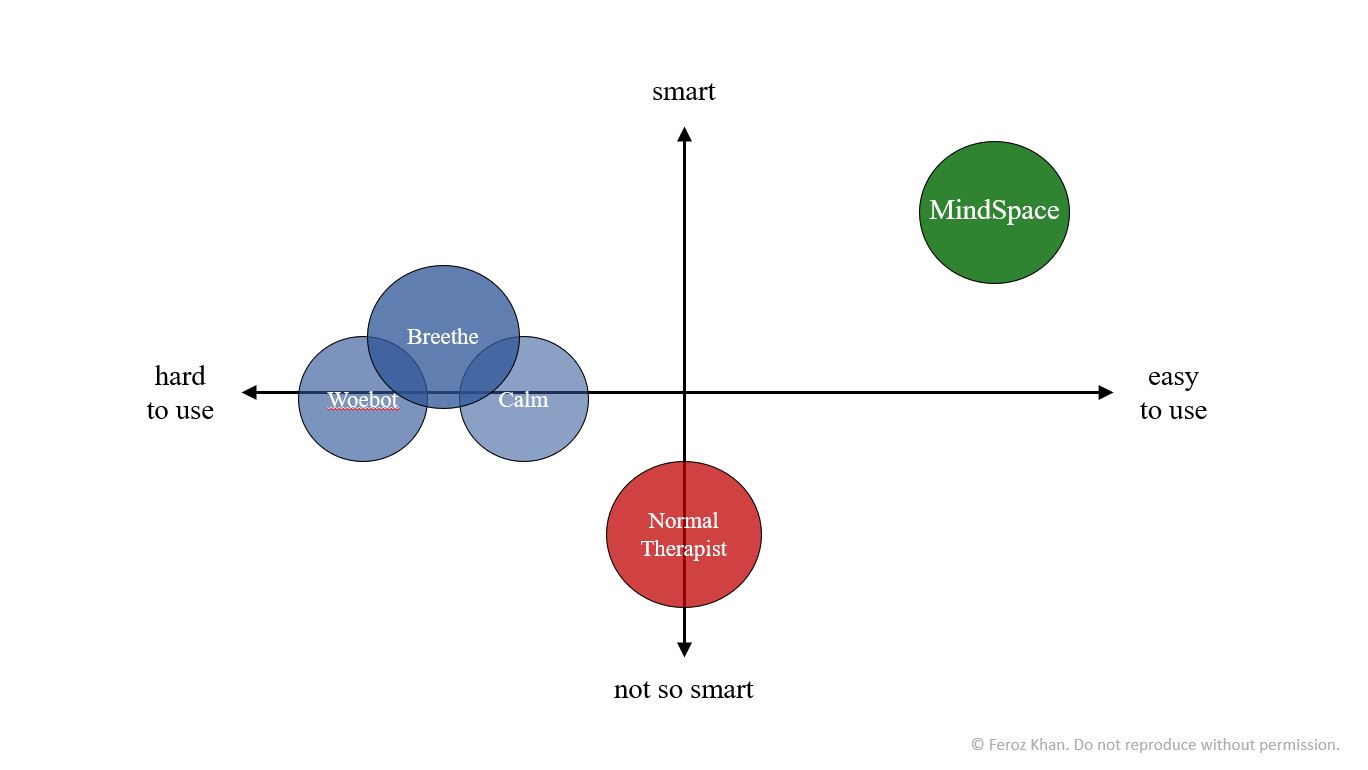 smart
MindSpace
Breethe
hard
to use
Woebot
Calm
easy
to use
Normal
Therapist
not so smart
© Feroz Khan. Do not reproduce without permission.